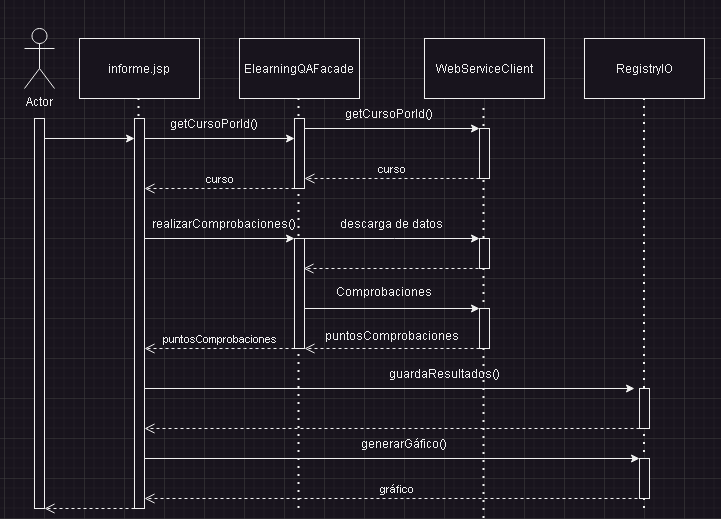 informe.jsp
ElearningQAFacade
WebServiceClient
RegistryIO
Actor
getCursoPorId()
getCursoPorId()
curso
curso
realizarComprobaciones()
descarga de datos
Comprobaciones
puntosComprobaciones
puntosComprobaciones
guardaResultados()
generarGáfico()
gráfico